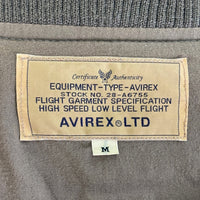 Certificate Authenticity
EQUIPMENT-TYPE-AVIREX
STOCK NO. 28-A6755
FLIGHT GARMENT SPECIFICATION
HIGH SPEED LOW LEVEL FLIGHT
AVIREX LTD
M